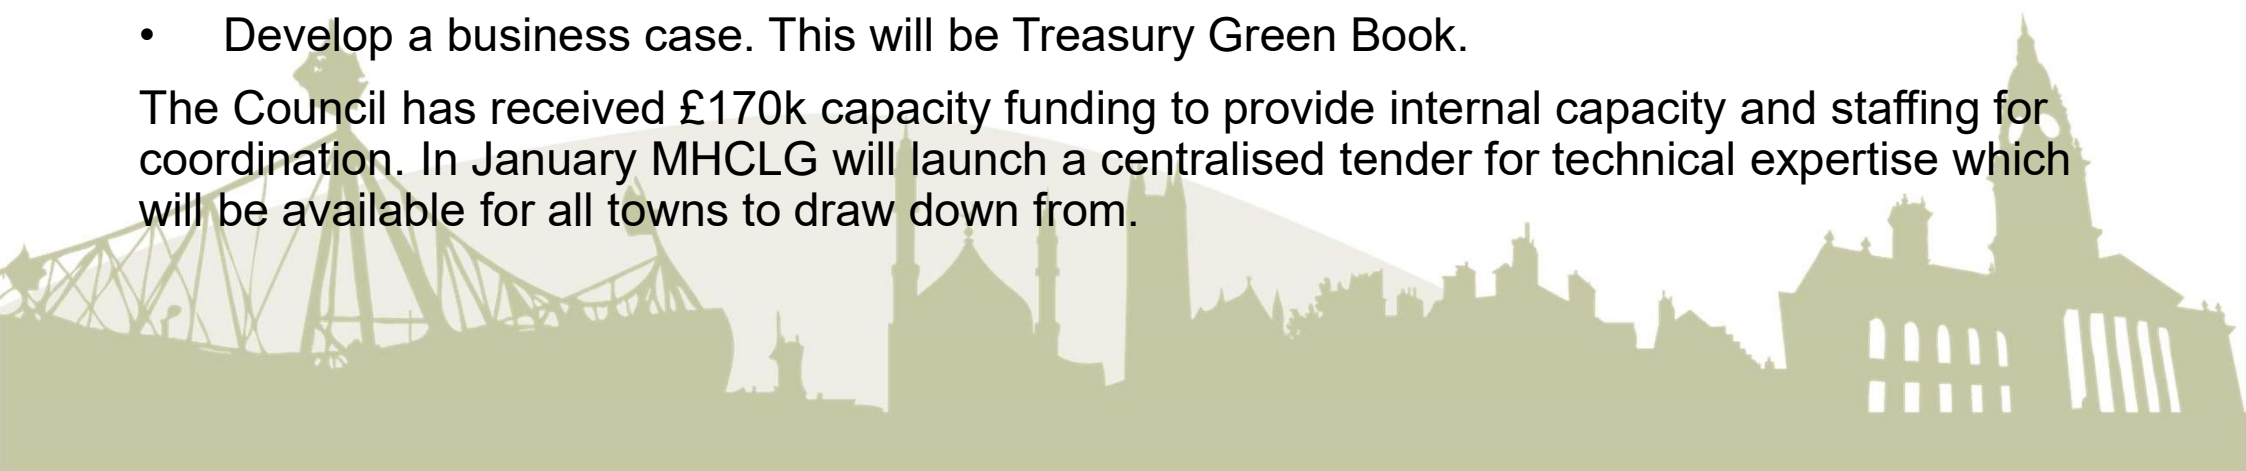 • Develop a business case. This will be Treasury Green Book.
The Council has received £170k capacity funding to provide internal capacity and staffing for
coordination. In January MHCLG will launch a centralised tender for technical expertise which
will be available for all towns to draw down from.